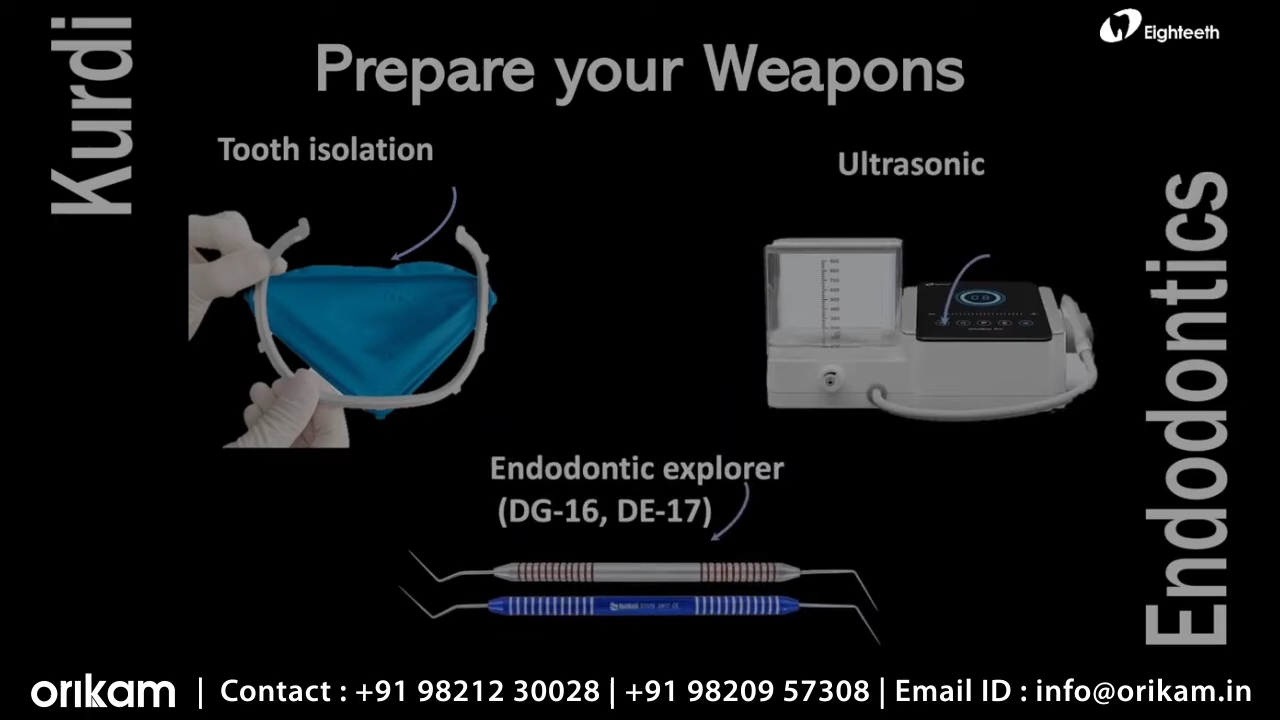 Kurdi
Eighteeth
Prepare your Weapons
Tooth isolation
Ultrasonic
Endodontic explorer
(DG-16, DE-17)
Endodontics
orikam | Contact : +91 98212 30028 | +91 98209 57308 | Email ID : info@orikam.in